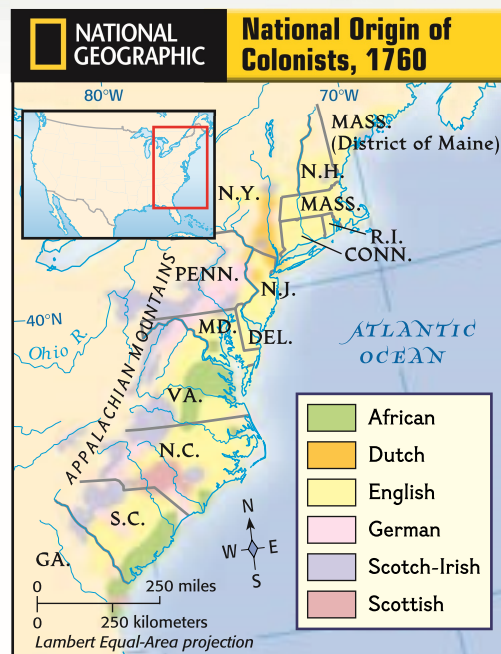 NATIONAL
GEOGRAPHIC
National Origin of
Colonists, 1760
80°W
70°W
MASS.
(District of Maine)
N.H.
N.Y.
MASS.
R.I.
CONN.
PENN.
N.J.
40°N
MD.
DEL.
Ohio R.
APPALACHIAN MOUNTAINS
ATLANTIC
OCEAN
VA.
N.C.
S.C.
GA.
African
Dutch
English
German
Scotch-Irish
Scottish
N
W E
S
0 250 miles
0 250 kilometers
Lambert Equal-Area projection